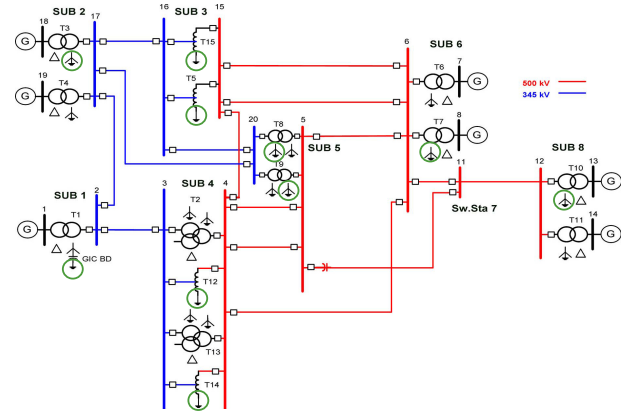 SUB 2
17
18
G
T3
19
G
T4
16
SUB 3
15
T15
T5
6
SUB 6
7
T6
G
8
T7
G
500 kV
345 kV
20
T8
5
T9
SUB 5
11
Sw.Sta 7
SUB 8
12
T10
13
G
T11
14
G
SUB 1
1
T1
2
G
GIC BD
3
SUB 4
4
T2
T12
T13
T14